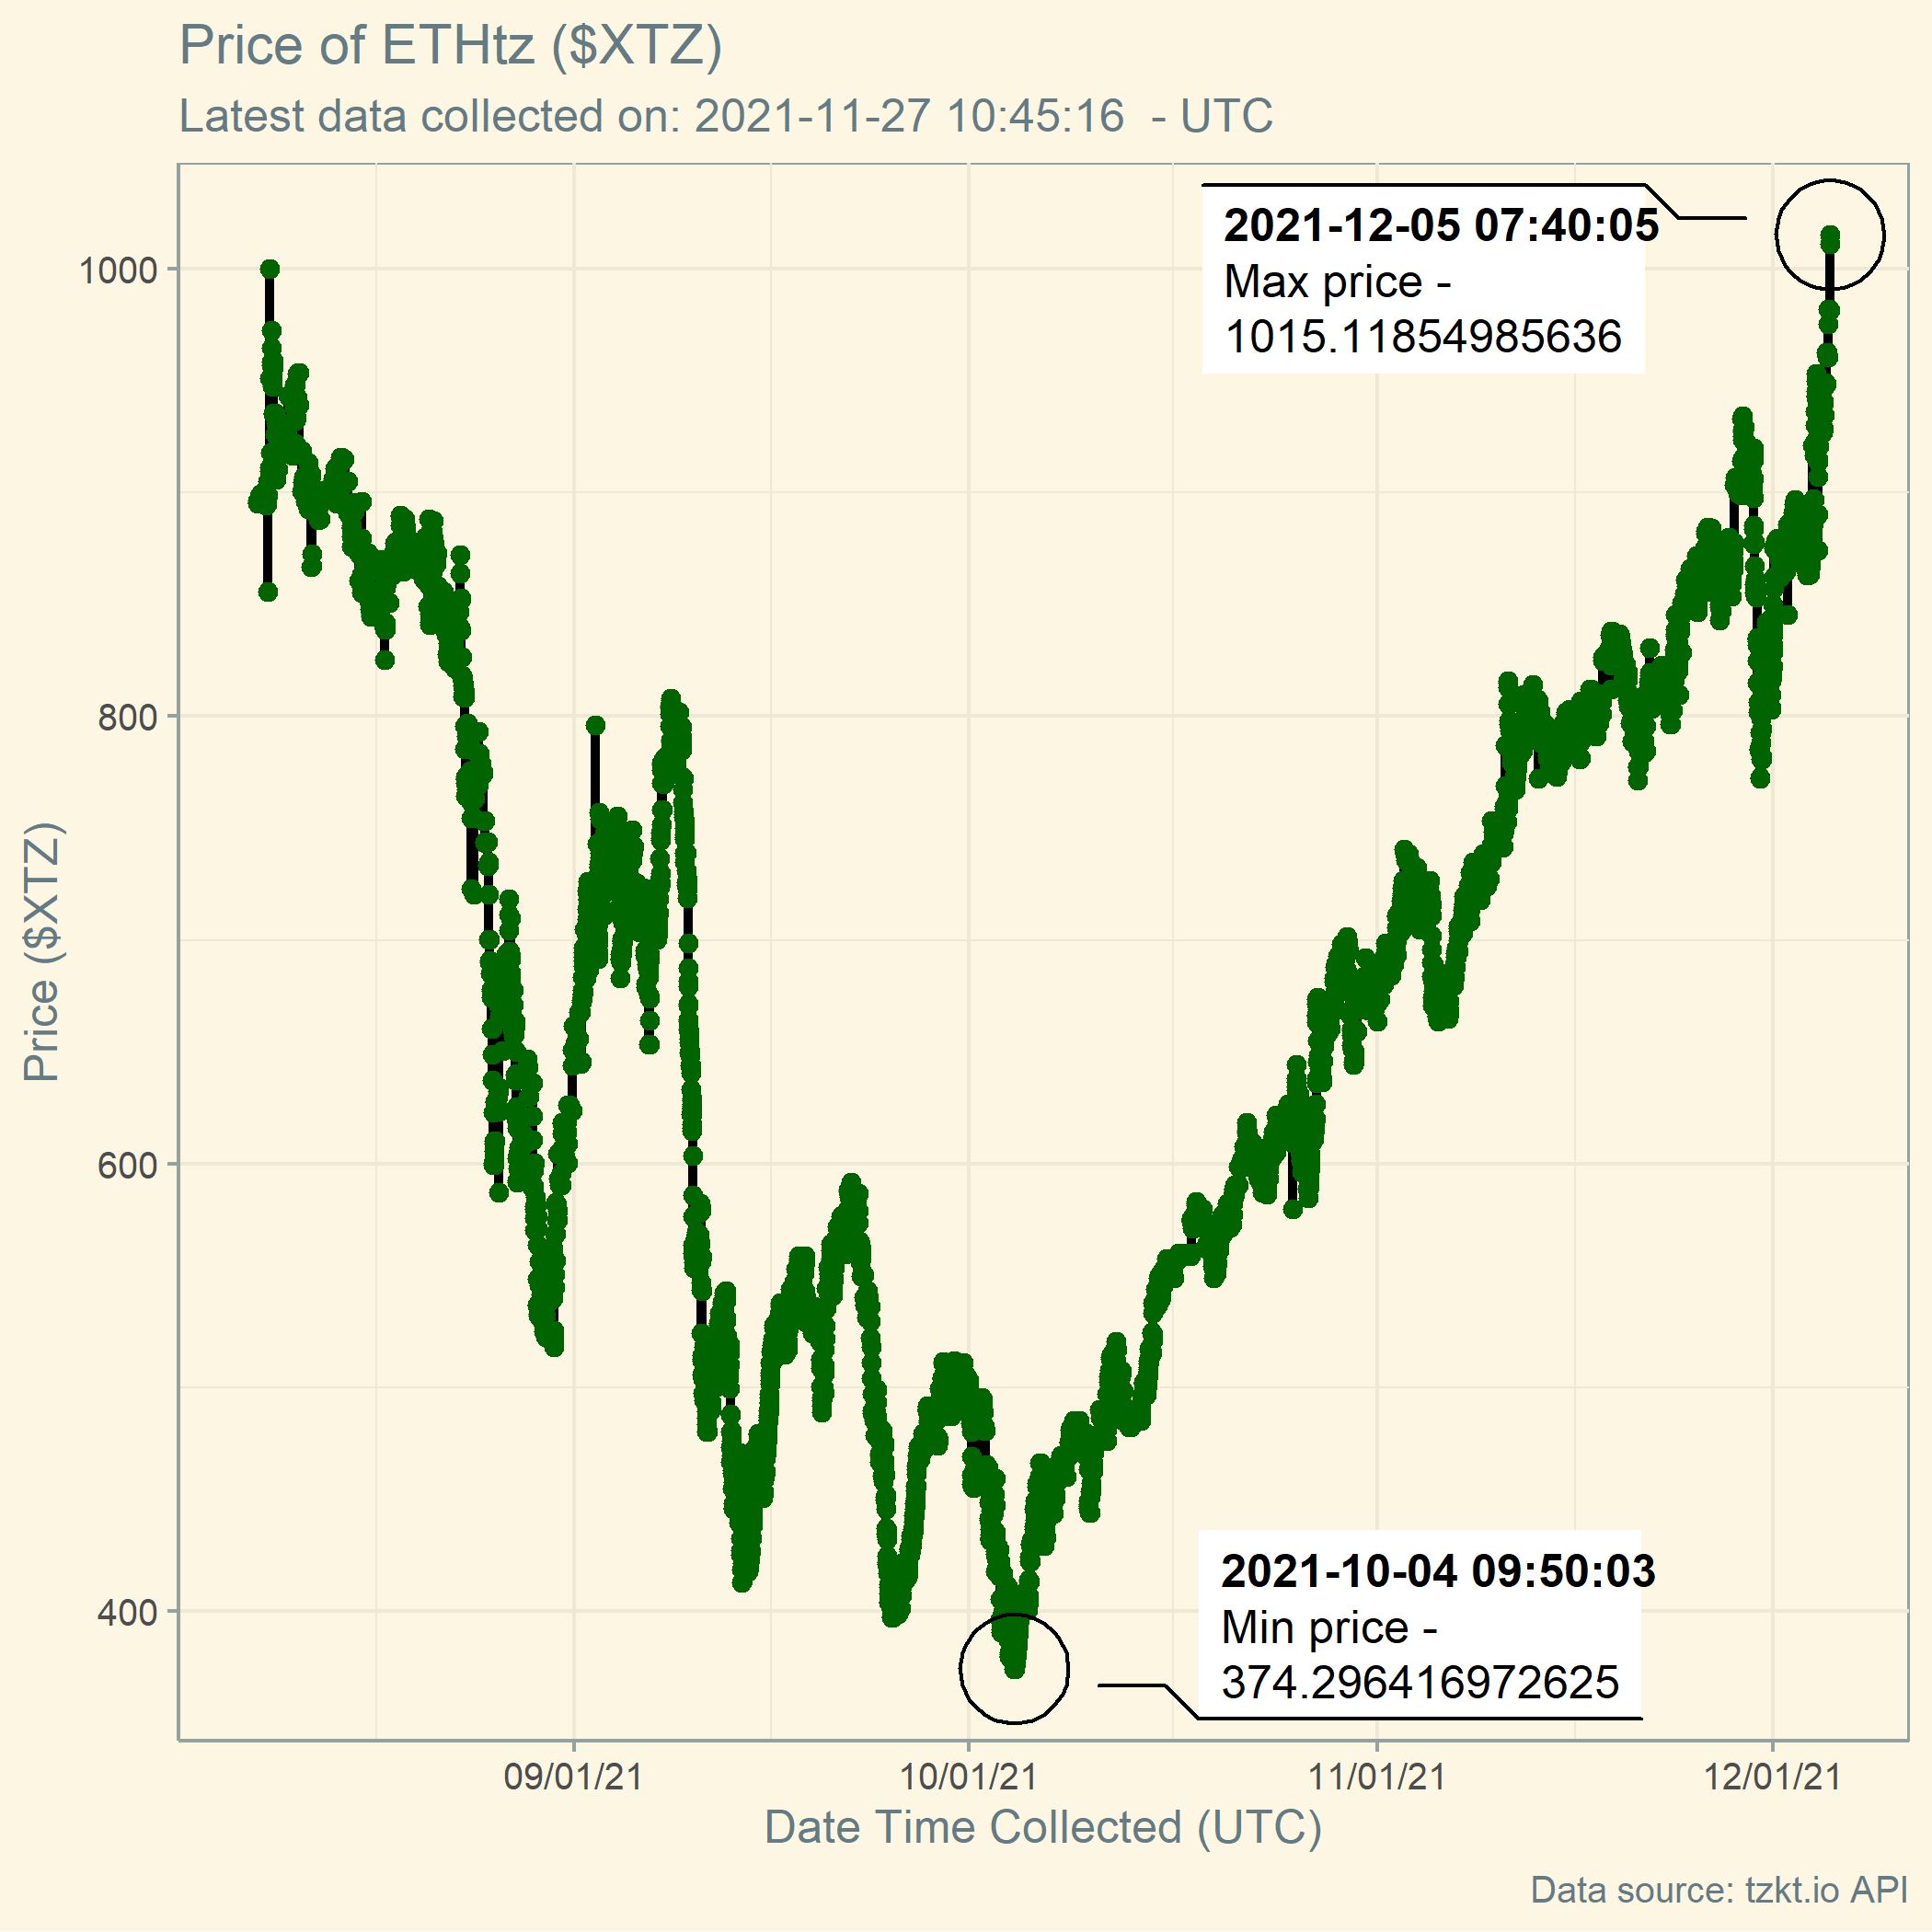 Price of ETHtz ($XTZ)
Latest data collected on: 2021-11-27 10:45:16  - UTC
2021-12-05 07:40:05
Max price -
1015.11854985636
1000
800
600
400
Price ($XTZ)
2021-10-04 09:50:03
Min price -
374.296416972625
09/01/21
10/01/21
11/01/21
12/01/21
Date Time Collected (UTC)
Data source: tzkt.io API